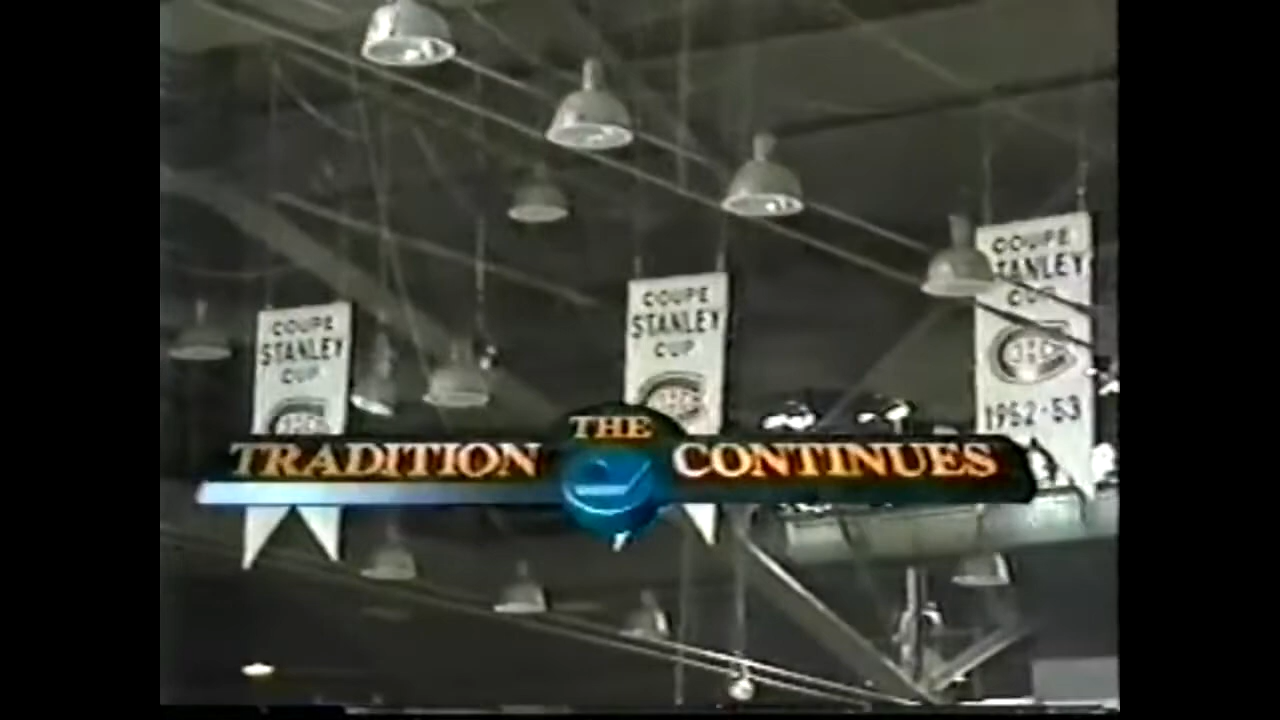 COUPE
STANLEY
CUP
COUPE
STANLEY
CUP
COUPE
STANLEY
CUP
1952-53
THE
TRADITION CONTINUES